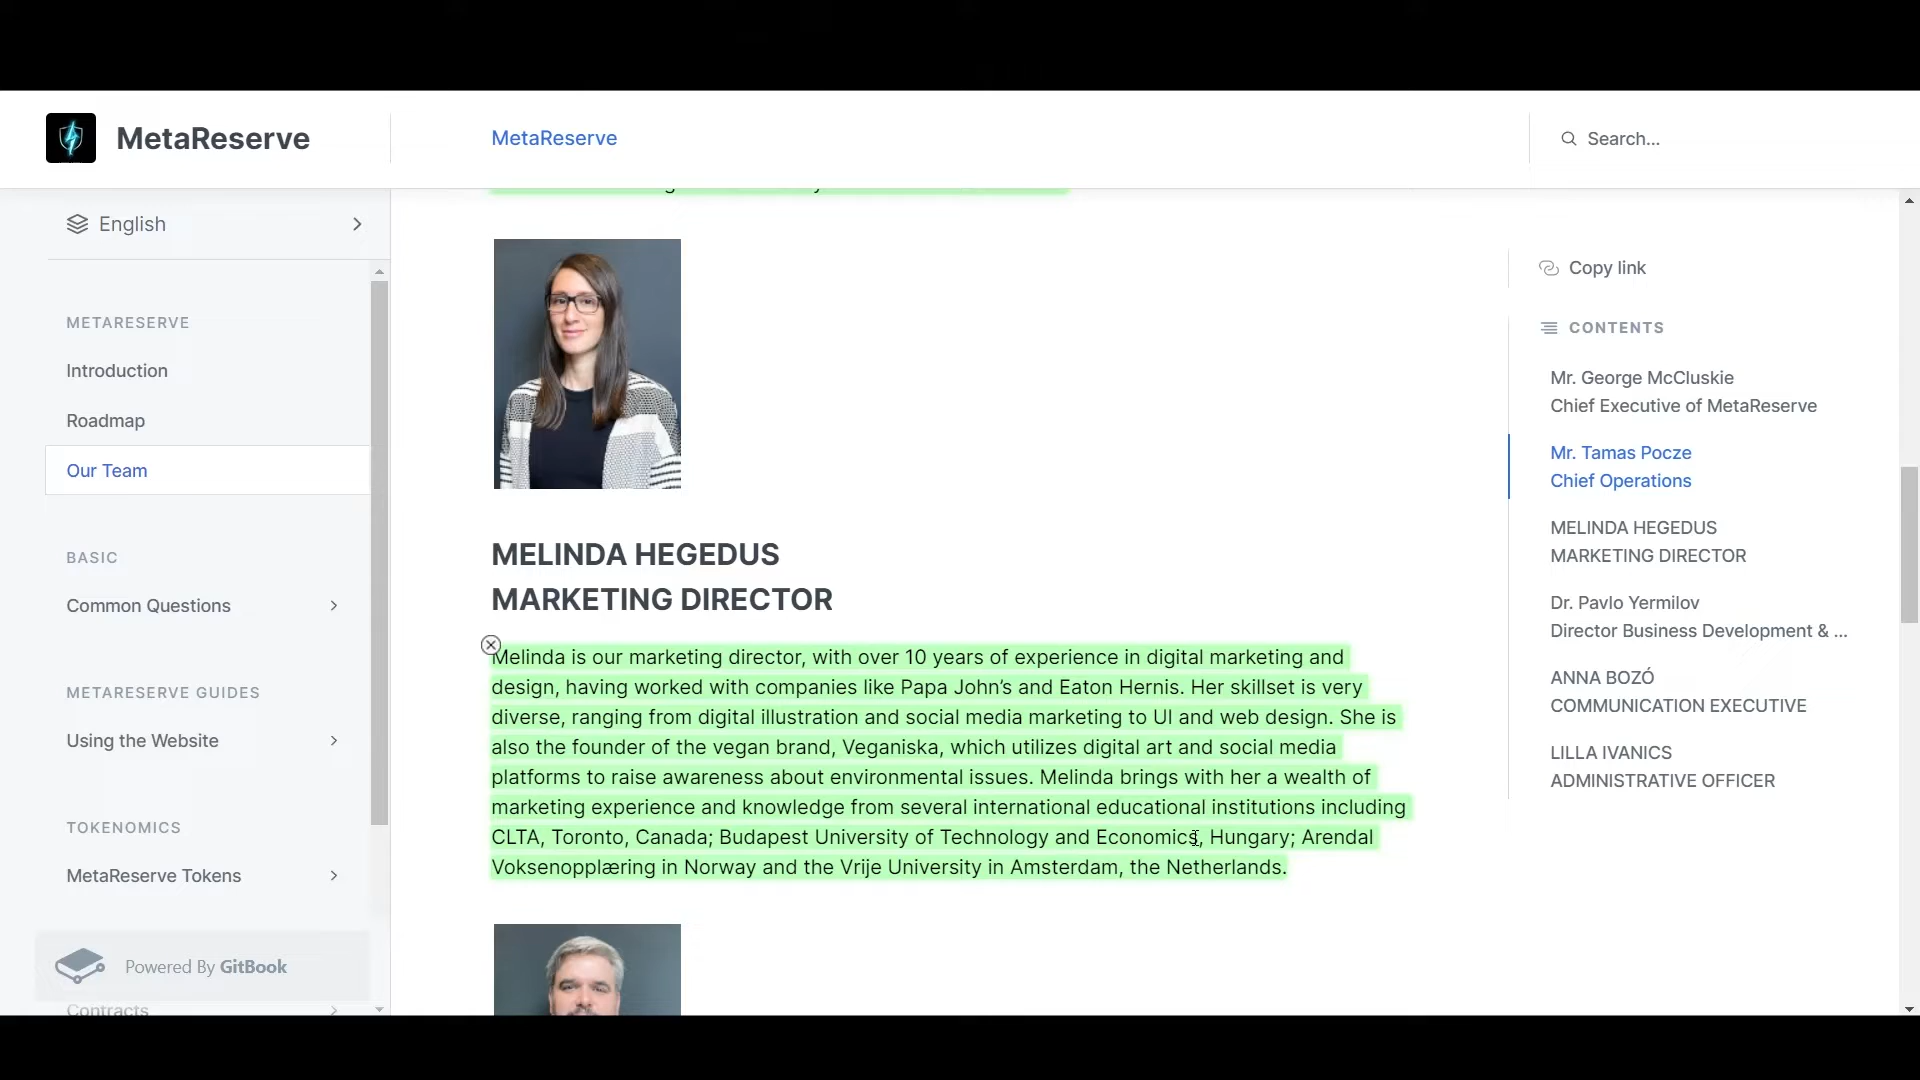 MetaReserve
MetaReserve
Search...
English
METARESERVE
Introduction
Roadmap
Our Team
BASIC
Common Questions
METARESERVE GUIDES
Using the Website
TOKENOMICS
MetaReserve Tokens
Powered By GitBook
Contracts
MELINDA HEGEDUS
MARKETING DIRECTOR
Melinda is our marketing director, with over 10 years of experience in digital marketing and
design, having worked with companies like Papa John’s and Eaton Hernis. Her skillset is very
diverse, ranging from digital illustration and social media marketing to UI and web design. She is
also the founder of the vegan brand, Veganiska, which utilizes digital art and social media
platforms to raise awareness about environmental issues. Melinda brings with her a wealth of
marketing experience and knowledge from several international educational institutions including
CLTA, Toronto, Canada; Budapest University of Technology and Economics, Hungary; Arendal
Voksenopplæring in Norway and the Vrije University in Amsterdam, the Netherlands.
Copy link
CONTENTS
Mr. George McCluskie
Chief Executive of MetaReserve
Mr. Tamas Pocze
Chief Operations
MELINDA HEGEDUS
MARKETING DIRECTOR
Dr. Pavlo Yermilov
Director Business Development & ...
ANNA BOZÓ
COMMUNICATION EXECUTIVE
LILLA IVANICS
ADMINISTRATIVE OFFICER